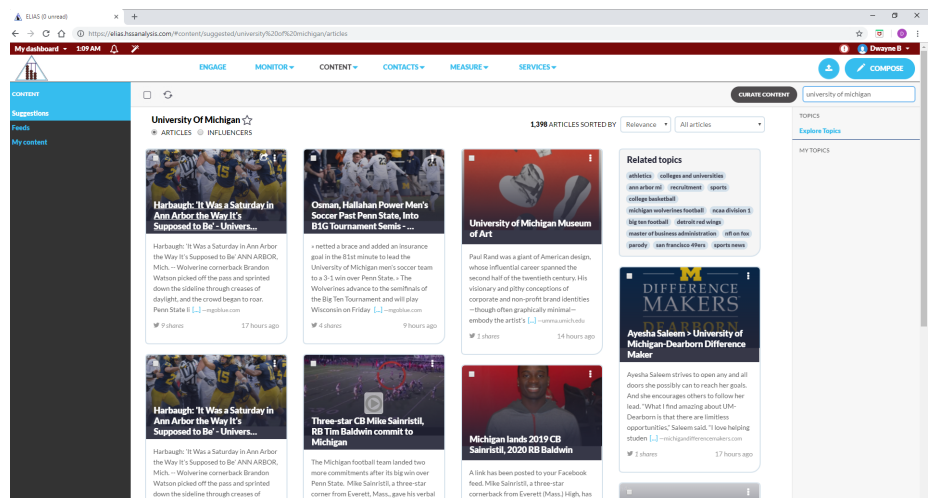 ELIAS (0 unread)
https://elias.hssanalysis.com/#content/suggested/university%20of%20michigan/articles
My dashboard 1:09 AM
Dwayne B
ENGAGE MONITOR CONTENT CONTACTS MEASURE SERVICES
COMPOSE
CONTENT
Suggestions
Feeds
My content
CURATE CONTENT
university of michigan
TOPICS
Explore Topics
MY TOPICS
University Of Michigan
ARTICLES INFLUENCERS
1,398 ARTICLES SORTED BY Relevance All articles
Harbaugh: 'It Was a Saturday in
Ann Arbor the Way It's
Supposed to Be' - Univers...
Harbaugh: 'It Was a Saturday in Ann Arbor
the Way It's Supposed to Be' ANN ARBOR,
Mich. -- Wolverine cornerback Brandon
Watson picked off the pass and sprinted
down the sideline through creases of
daylight, and the crowd began to roar.
Penn State li [...] —mgoblue.com
9 shares 17 hours ago
Osman, Hallahan Power Men's
Soccer Past Penn State, Into
B1G Tournament Semis - ...
» netted a brace and added an insurance
goal in the 81st minute to lead the
University of Michigan men's soccer team
to a 3-1 win over Penn State. » The
Wolverines advance to the semifinals of
the Big Ten Tournament and will play
Wisconsin on Friday [...] —mgoblue.com
4 shares 9 hours ago
University of Michigan Museum
of Art
Paul Rand was a giant of American design,
whose influential career spanned the
second half of the twentieth century. His
visionary and pithy conceptions of
corporate and non-profit brand identities
—though often graphically minimal—
embody the artist's [...] —umma.umich.edu
1 shares 14 hours ago
Related topics
athletics colleges and universities
ann arbor mi recruitment sports
college basketball
michigan wolverines football ncaa division 1
big ten football detroit red wings
master of business administration nfl on fox
parody san francisco 49ers sports news
M
DIFFERENCE
MAKERS
DEARBORN
Ayesha Saleem > University of
Michigan-Dearborn Difference
Maker
Ayesha Saleem strives to open any and all
doors she possibly can to reach her goals.
And she encourages others to follow her
lead. "What I find amazing about UM-
Dearborn is that there are limitless
opportunities," Saleem said. "I love helping
studen [...] —michigandifferencemakers.com
1 shares 17 hours ago
Harbaugh: 'It Was a Saturday in
Ann Arbor the Way It's
Supposed to Be' - Univers...
Harbaugh: 'It Was a Saturday in Ann Arbor
the Way It's Supposed to Be' ANN ARBOR,
Mich. -- Wolverine cornerback Brandon
Watson picked off the pass and sprinted
down the sideline through creases of
Three-star CB Mike Sainristil,
RB Tim Baldwin commit to
Michigan
The Michigan football team landed two
more commitments after its big win over
Penn State. Mike Sainristil, a three-star
corner from Everett, Mass., gave his verbal
Michigan lands 2019 CB
Sainristil, 2020 RB Baldwin
A link has been posted to your Facebook
feed. Mike Sainristil, a three-star
cornerback from Everett (Mass.) High, has